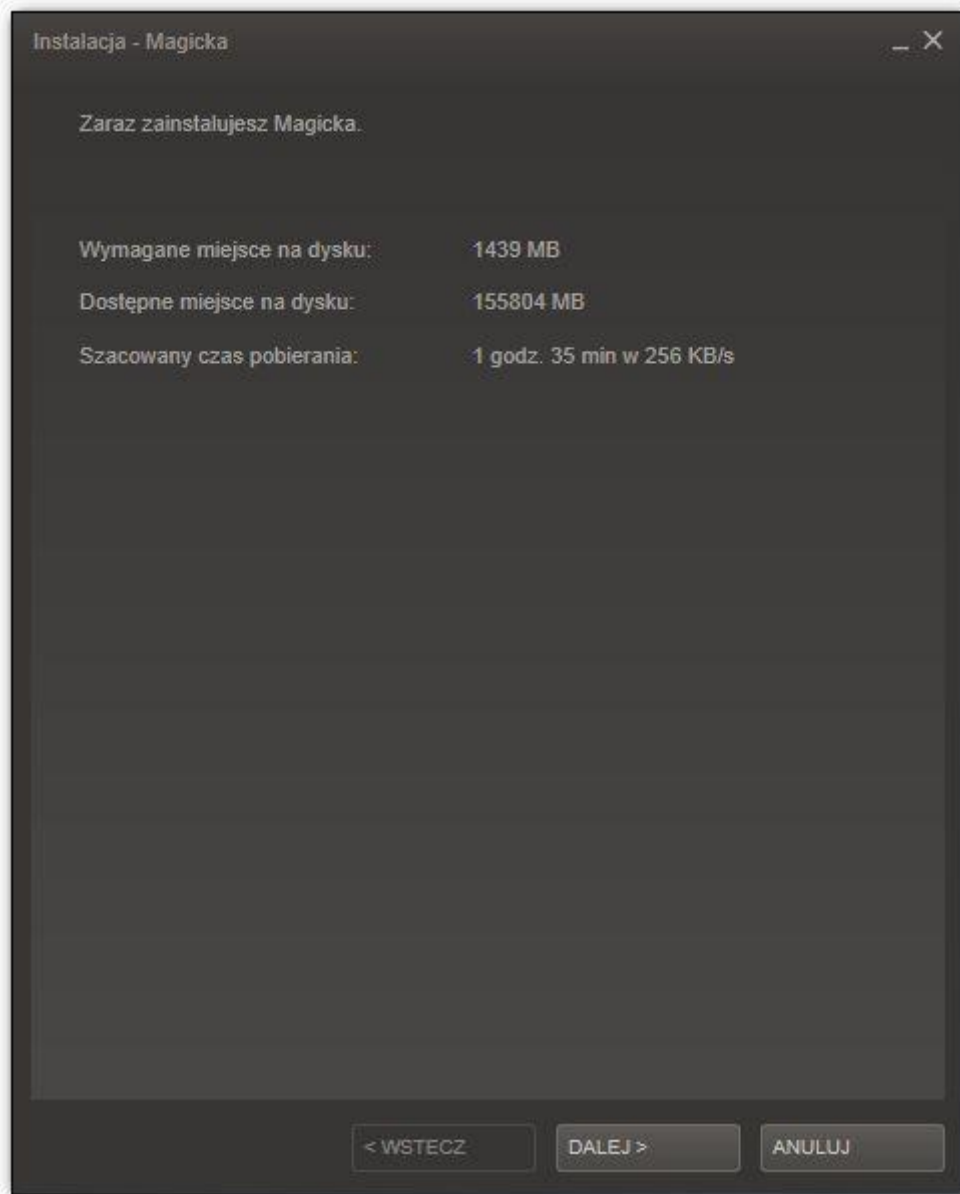 Instalacja - Magicka
Zaraz zainstalujesz Magicka.
Wymagane miejsce na dysku: 1439 MB
Dostępne miejsce na dysku: 155804 MB
Szacowany czas pobierania: 1 godz. 35 min w 256 KB/s
< WSTECZ DALEJ > ANULUJ